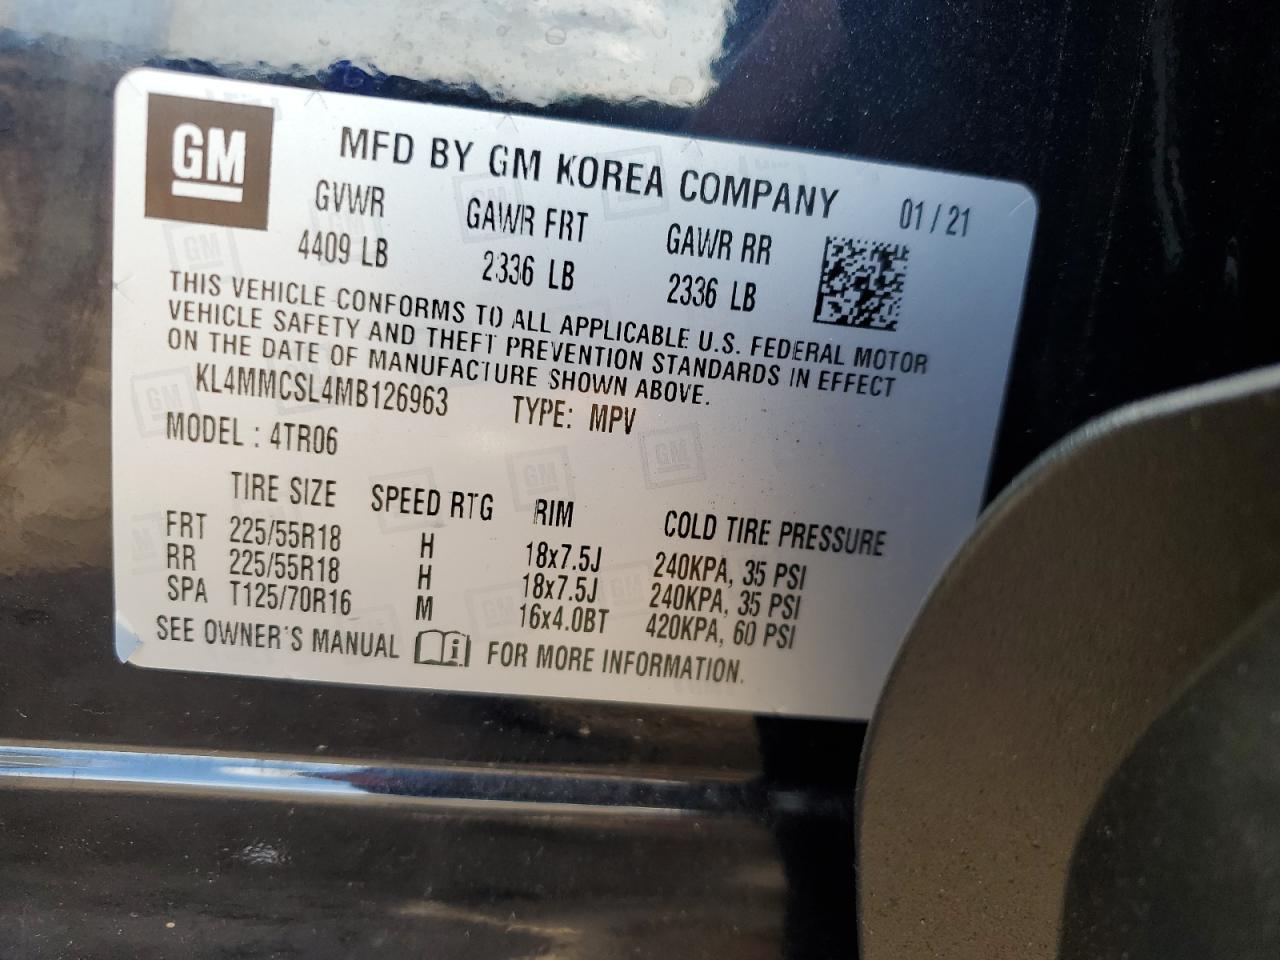 GM
MFD BY GM KOREA COMPANY 01 / 21
GVWR GAWR FRT GAWR RR
4409 LB 2336 LB 2336 LB
THIS VEHICLE CONFORMS TO ALL APPLICABLE U.S. FEDERAL MOTOR
VEHICLE SAFETY AND THEFT PREVENTION STANDARDS IN EFFECT
ON THE DATE OF MANUFACTURE SHOWN ABOVE.
KL4MMCSL4MB126963 TYPE: MPV
MODEL : 4TR06
TIRE SIZE SPEED RTG RIM COLD TIRE PRESSURE
FRT 225/55R18 H 18x7.5J 240KPA, 35 PSI
RR 225/55R18 H 18x7.5J 240KPA, 35 PSI
SPA T125/70R16 M 16x4.0BT 420KPA, 60 PSI
SEE OWNER'S MANUAL i FOR MORE INFORMATION.